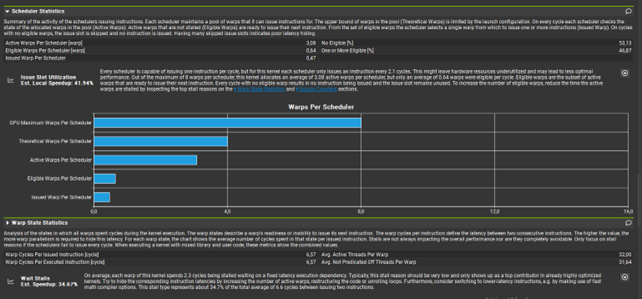 Scheduler Statistics
Summary of the activity of the schedulers issuing instructions. Each scheduler maintains a pool of warps that it can issue instructions for. The upper bound of warps in the pool (Theoretical Warps) is limited by the launch configuration. On every cycle each scheduler checks the
state of the allocated warps in the pool (Active Warps). Active warps that are not stalled (Eligible Warps) are ready to issue their next instruction. From the set of eligible warps the scheduler selects a single warp from which to issue one or more instructions (Issued Warp). On cycles
with no eligible warps, the issue slot is skipped and no instruction is issued. Having many skipped issue slots indicates poor latency hiding.
Active Warps Per Scheduler [warp] 3,08 No Eligible [%] 53,13
Eligible Warps Per Scheduler [warp] 0,64 One or More Eligible [%] 46,87
Issued Warp Per Scheduler 0,47
Every scheduler is capable of issuing one instruction per cycle, but for this kernel each scheduler only issues an instruction every 2.1 cycles. This might leave hardware resources underutilized and may lead to less optimal
Issue Slot Utilization performance. Out of the maximum of 8 warps per scheduler, this kernel allocates an average of 3.08 active warps per scheduler, but only an average of 0.64 warps were eligible per cycle. Eligible warps are the subset of active
Est. Local Speedup: 41.94% warps that are ready to issue their next instruction. Every cycle with no eligible warp results in no instruction being issued and the issue slot remains unused. To increase the number of eligible warps, reduce the time the active
warps are stalled by inspecting the top stall reasons on the Warp State Statistics and Source Counters sections.
Warps Per Scheduler
GPU Maximum Warps Per Scheduler
Theoretical Warps Per Scheduler
Active Warps Per Scheduler
Eligible Warps Per Scheduler
Issued Warp Per Scheduler
0,0 4,0 8,0 12,0 16,0
Warp State Statistics
Analysis of the states in which all warps spent cycles during the kernel execution. The warp states describe a warp's readiness or inability to issue its next instruction. The warp cycles per instruction define the latency between two consecutive instructions. The higher the value, the
more warp parallelism is required to hide this latency. For each warp state, the chart shows the average number of cycles spent in that state per issued instruction. Stalls are not always impacting the overall performance nor are they completely avoidable. Only focus on stall
reasons if the schedulers fail to issue every cycle. When executing a kernel with mixed library and user code, these metrics show the combined values.
Warp Cycles Per Issued Instruction [cycle] 6,57 Avg. Active Threads Per Warp 32,00
Warp Cycles Per Executed Instruction [cycle] 6,57 Avg. Not Predicated Off Threads Per Warp 31,64
On average, each warp of this kernel spends 2.3 cycles being stalled waiting on a fixed latency execution dependency. Typically, this stall reason should be very low and only shows up as a top contributor in already highly optimized
Wait Stalls kernels. Try to hide the corresponding instruction latencies by increasing the number of active warps, restructuring the code or unrolling loops. Furthermore, consider switching to lower-latency instructions, e.g. by making use of fast
Est. Speedup: 34.67% math compiler options. This stall type represents about 34.7% of the total average of 6.6 cycles between issuing two instructions.